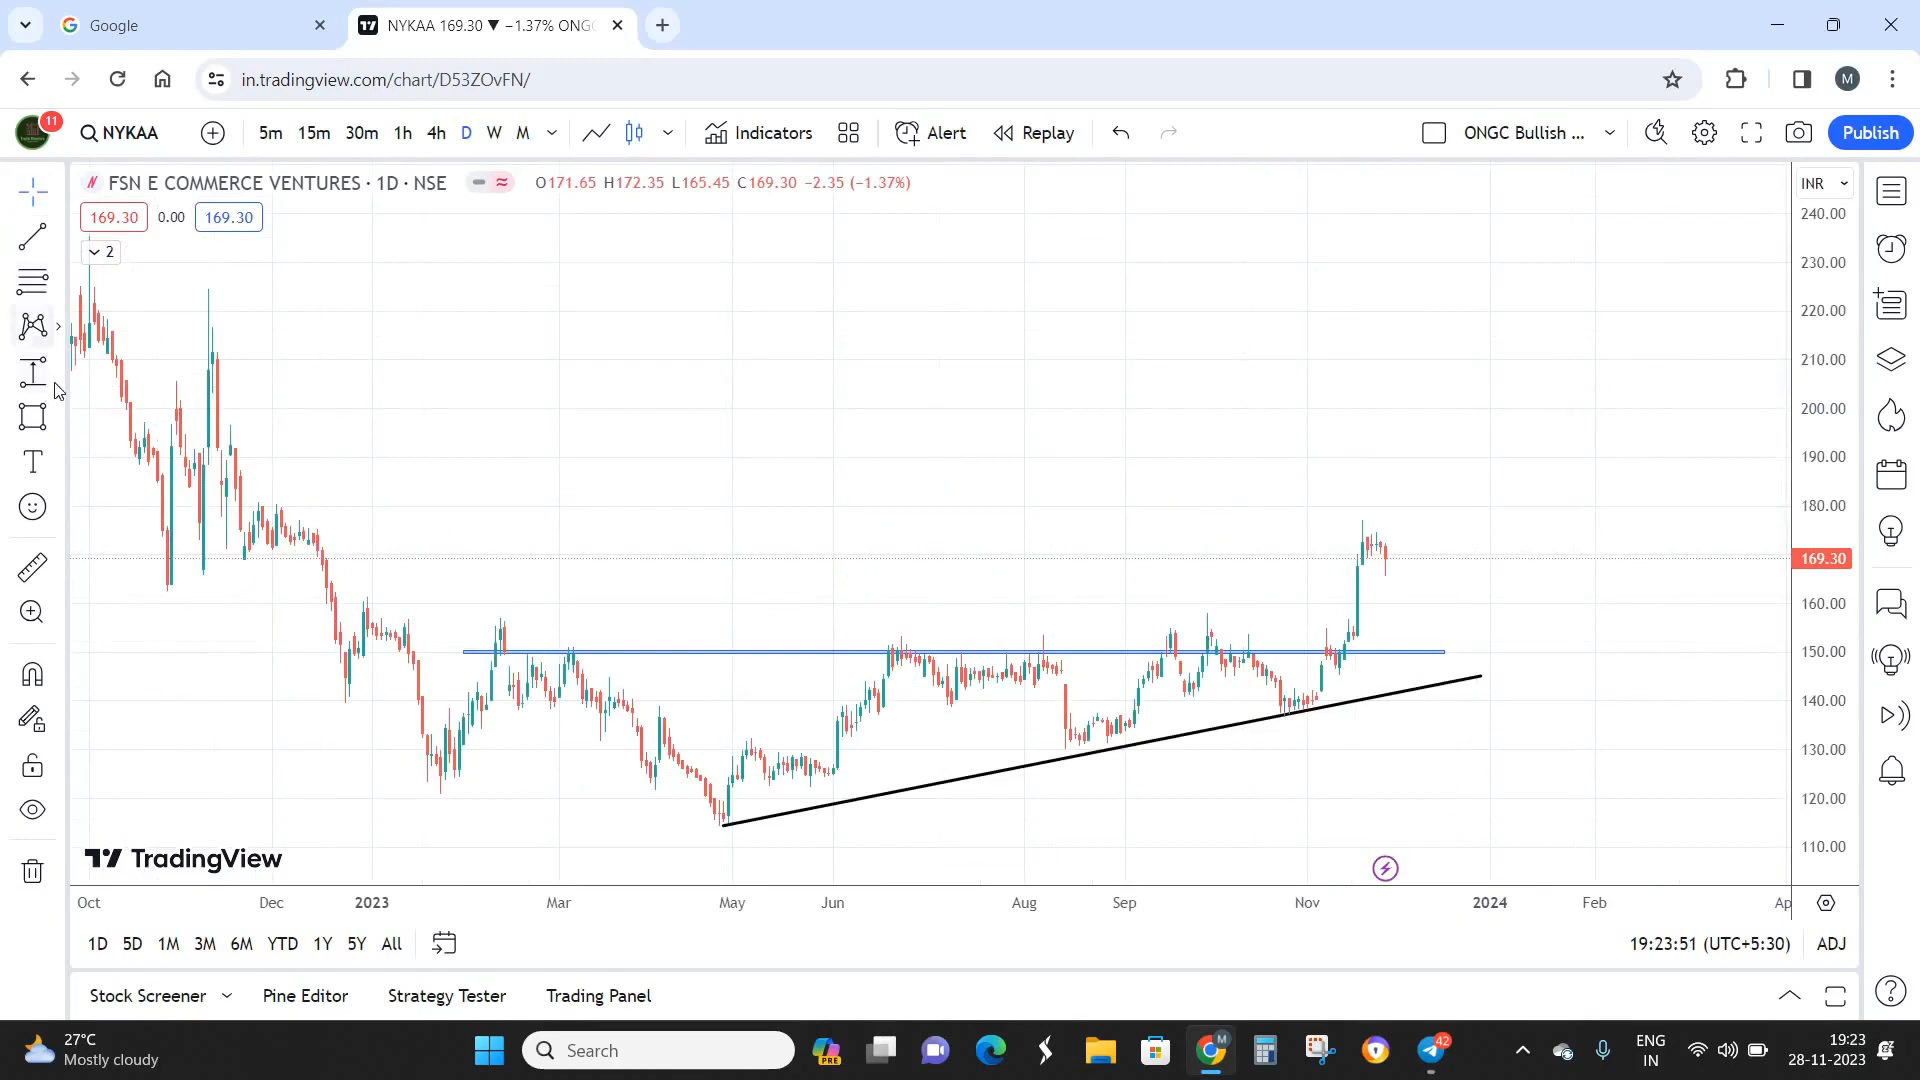 Google
NYKAA 169.30 ▼ −1.37% ONGC
in.tradingview.com/chart/D53ZOvFN/
M
11
NYKAA
5m 15m 30m 1h 4h D W M
Indicators
Alert
Replay
ONGC Bullish ...
Publish
FSN E COMMERCE VENTURES · 1D · NSE
O171.65 H172.35 L165.45 C169.30 −2.35 (−1.37%)
INR
169.30 0.00 169.30
2
240.00
230.00
220.00
210.00
200.00
190.00
180.00
169.30
160.00
150.00
140.00
130.00
120.00
110.00
TradingView
Oct Dec 2023 Mar May Jun Aug Sep Nov 2024 Feb Ap
1D 5D 1M 3M 6M YTD 1Y 5Y All
19:23:51 (UTC+5:30) ADJ
Stock Screener Pine Editor Strategy Tester Trading Panel
27°C
Mostly cloudy
Search
PRE
M
42
ENG
IN
19:23
28-11-2023